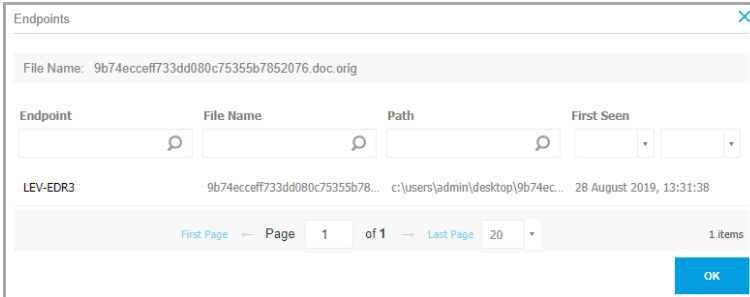 Endpoints
File Name: 9b74ecceff733dd080c75355b7852076.doc.orig
Endpoint File Name Path First Seen
LEV-EDR3 9b74ecceff733dd080c75355b78... c:\users\admin\desktop\9b74ec... 28 August 2019, 13:31:38
First Page ← Page 1 of 1 → Last Page 20 1 items
OK